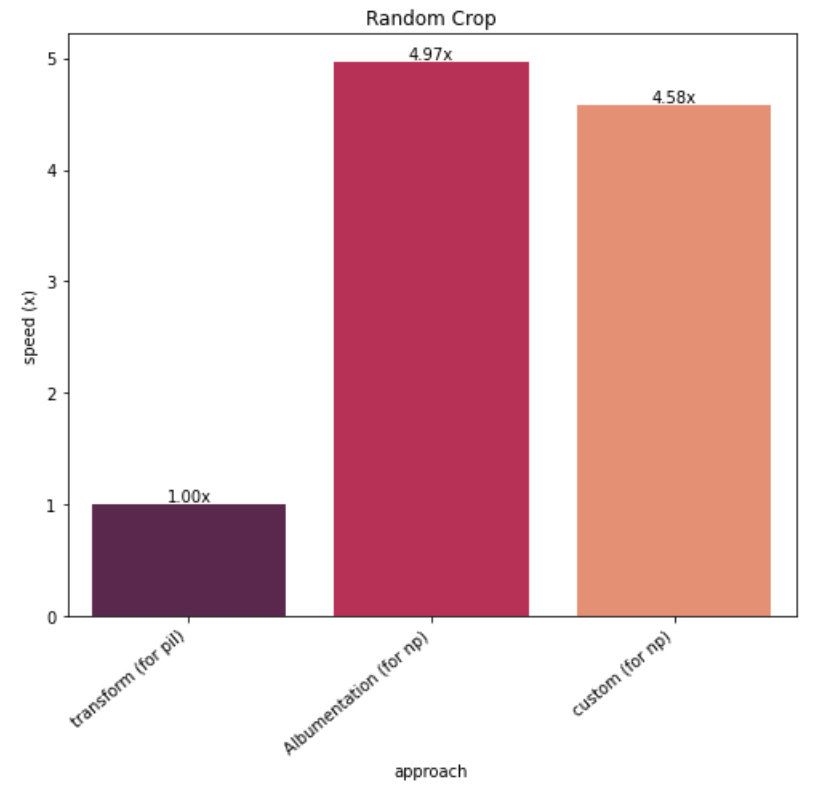 Random Crop
4.97x
4.58x
1.00x
speed (x)
5
4
3
2
1
0
transform (for pil)
Albumentation (for np)
custom (for np)
approach